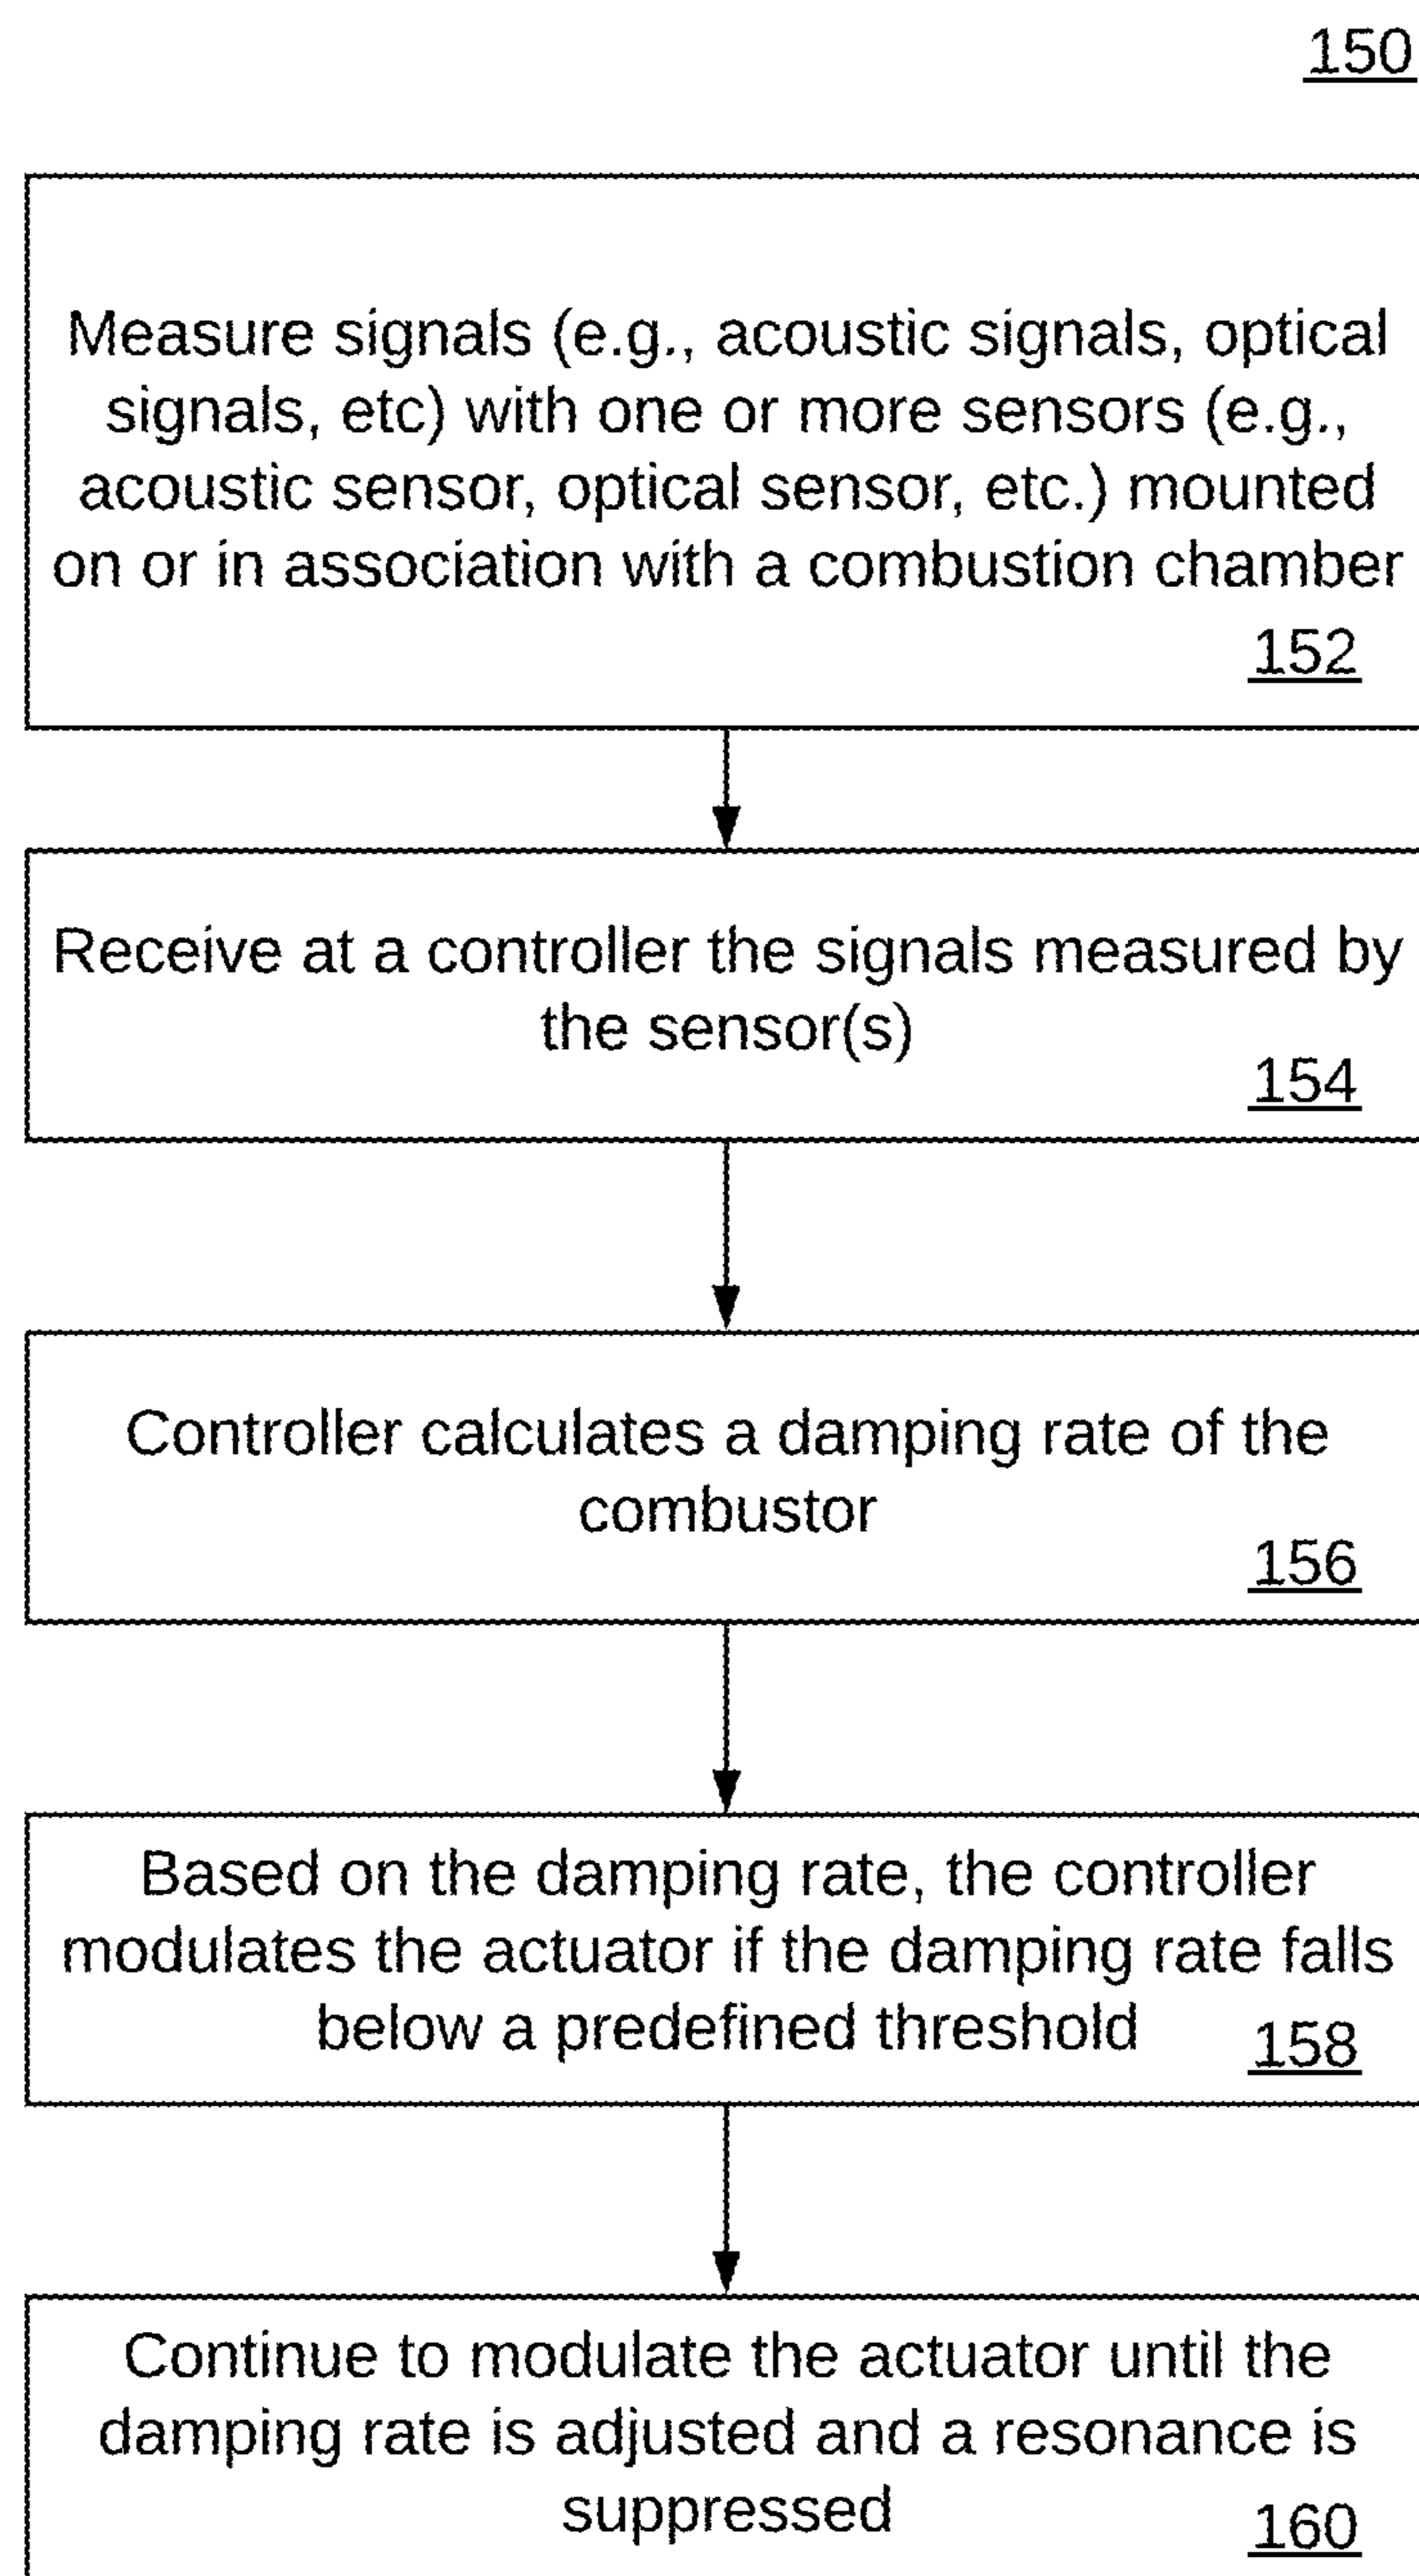 150
Measure signals (e.g., acoustic signals, optical
signals, etc) with one or more sensors (e.g.,
acoustic sensor, optical sensor, etc.) mounted
on or in association with a combustion chamber
152
Receive at a controller the signals measured by
the sensor(s)
154
Controller calculates a damping rate of the
combustor
156
Based on the damping rate, the controller
modulates the actuator if the damping rate falls
below a predefined threshold
158
Continue to modulate the actuator until the
damping rate is adjusted and a resonance is
suppressed
160